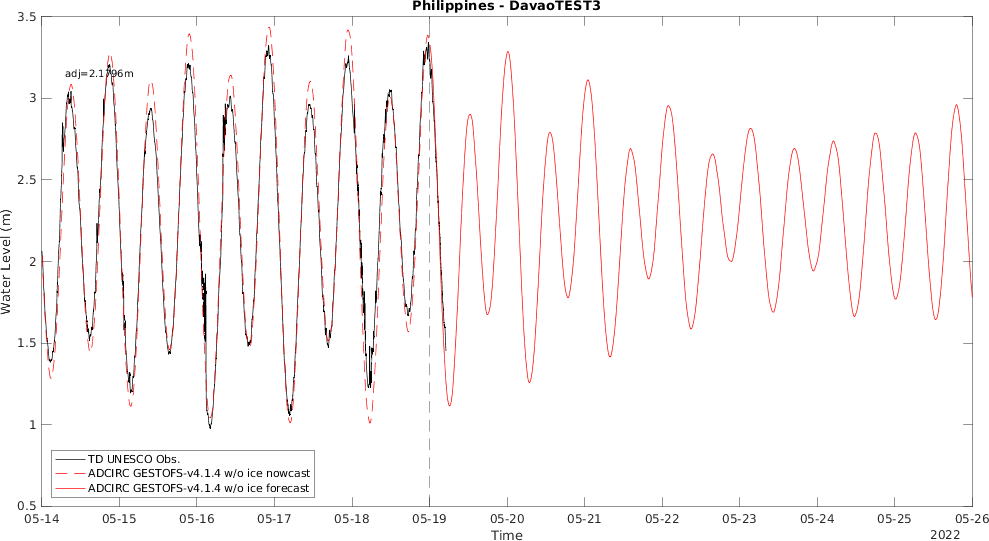 Philippines - DavaoTEST3
3.5
3
2.5
2
1.5
1
0.5
Water Level (m)
adj=2.1796m
TD UNESCO Obs.
ADCIRC GESTOFS-v4.1.4 w/o ice nowcast
ADCIRC GESTOFS-v4.1.4 w/o ice forecast
05-14 05-15 05-16 05-17 05-18 05-19 05-20 05-21 05-22 05-23 05-24 05-25 05-26
Time
2022